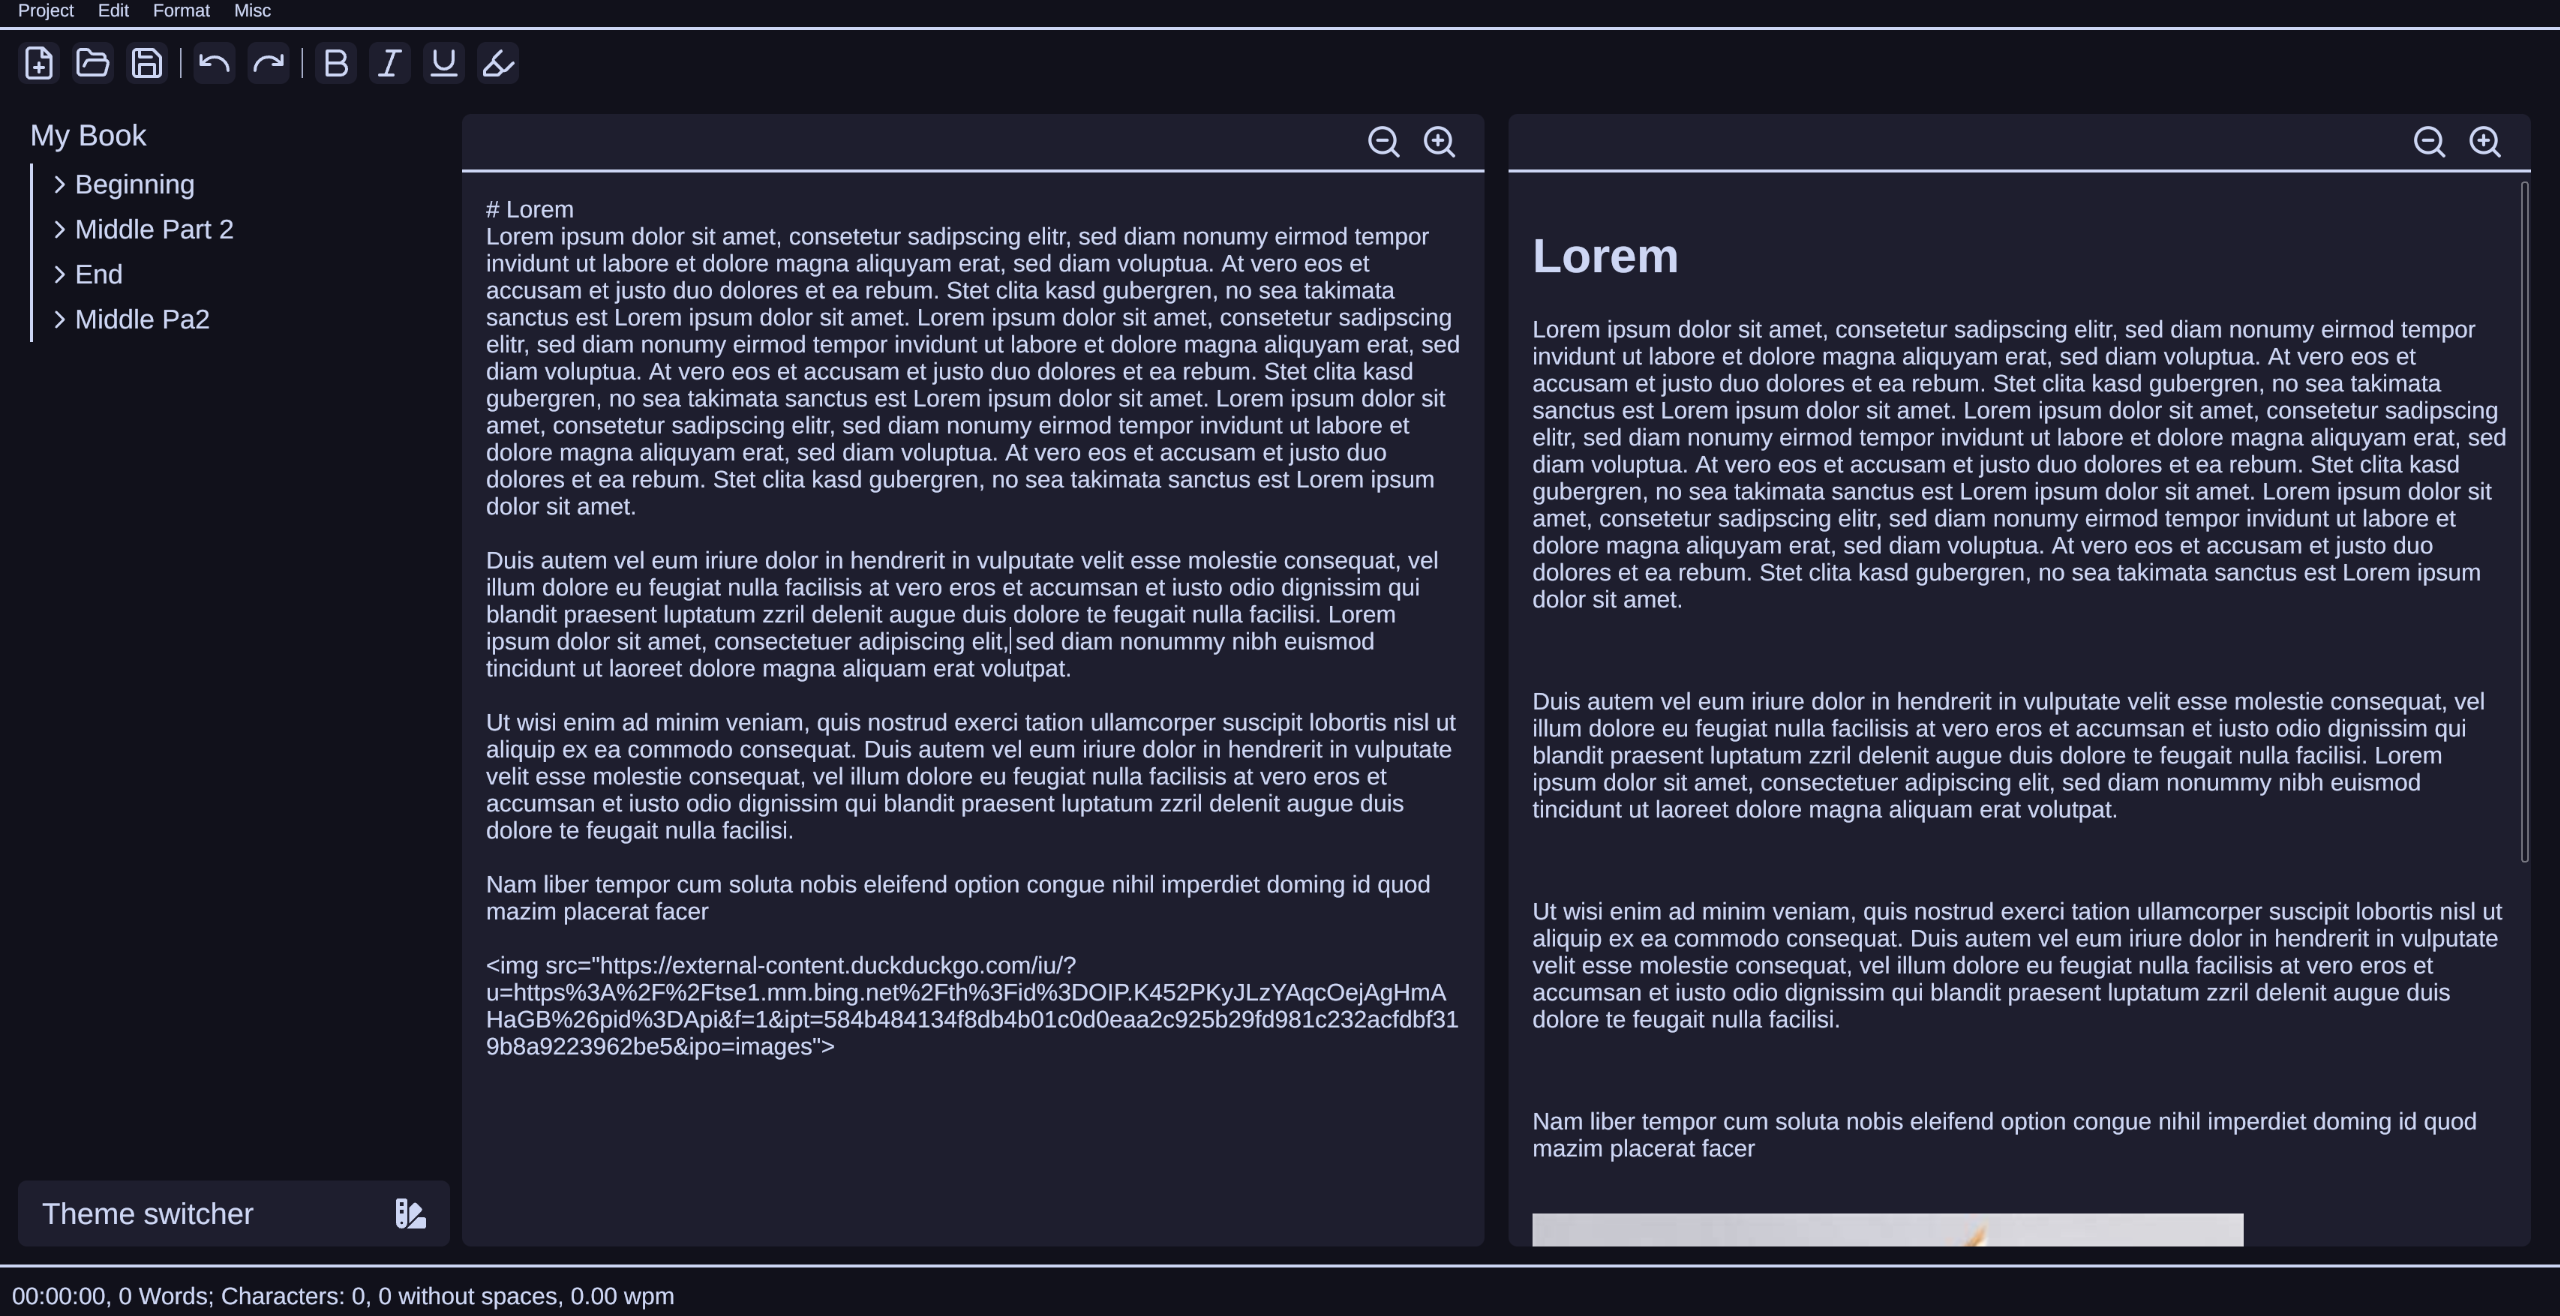 Project Edit Format Misc
My Book
Beginning
Middle Part 2
End
Middle Pa2
Theme switcher
# Lorem
Lorem ipsum dolor sit amet, consetetur sadipscing elitr, sed diam nonumy eirmod tempor
invidunt ut labore et dolore magna aliquyam erat, sed diam voluptua. At vero eos et
accusam et justo duo dolores et ea rebum. Stet clita kasd gubergren, no sea takimata
sanctus est Lorem ipsum dolor sit amet. Lorem ipsum dolor sit amet, consetetur sadipscing
elitr, sed diam nonumy eirmod tempor invidunt ut labore et dolore magna aliquyam erat, sed
diam voluptua. At vero eos et accusam et justo duo dolores et ea rebum. Stet clita kasd
gubergren, no sea takimata sanctus est Lorem ipsum dolor sit amet. Lorem ipsum dolor sit
amet, consetetur sadipscing elitr, sed diam nonumy eirmod tempor invidunt ut labore et
dolore magna aliquyam erat, sed diam voluptua. At vero eos et accusam et justo duo
dolores et ea rebum. Stet clita kasd gubergren, no sea takimata sanctus est Lorem ipsum
dolor sit amet.
Duis autem vel eum iriure dolor in hendrerit in vulputate velit esse molestie consequat, vel
illum dolore eu feugiat nulla facilisis at vero eros et accumsan et iusto odio dignissim qui
blandit praesent luptatum zzril delenit augue duis dolore te feugait nulla facilisi. Lorem
ipsum dolor sit amet, consectetuer adipiscing elit, sed diam nonummy nibh euismod
tincidunt ut laoreet dolore magna aliquam erat volutpat.
Ut wisi enim ad minim veniam, quis nostrud exerci tation ullamcorper suscipit lobortis nisl ut
aliquip ex ea commodo consequat. Duis autem vel eum iriure dolor in hendrerit in vulputate
velit esse molestie consequat, vel illum dolore eu feugiat nulla facilisis at vero eros et
accumsan et iusto odio dignissim qui blandit praesent luptatum zzril delenit augue duis
dolore te feugait nulla facilisi.
Nam liber tempor cum soluta nobis eleifend option congue nihil imperdiet doming id quod
mazim placerat facer
<img src="https://external-content.duckduckgo.com/iu/?
u=https%3A%2F%2Ftse1.mm.bing.net%2Fth%3Fid%3DOIP.K452PKyJLzYAqcOejAgHmA
HaGB%26pid%3DApi&f=1&ipt=584b484134f8db4b01c0d0eaa2c925b29fd981c232acfdbf31
9b8a9223962be5&ipo=images">
Lorem
Lorem ipsum dolor sit amet, consetetur sadipscing elitr, sed diam nonumy eirmod tempor
invidunt ut labore et dolore magna aliquyam erat, sed diam voluptua. At vero eos et
accusam et justo duo dolores et ea rebum. Stet clita kasd gubergren, no sea takimata
sanctus est Lorem ipsum dolor sit amet. Lorem ipsum dolor sit amet, consetetur sadipscing
elitr, sed diam nonumy eirmod tempor invidunt ut labore et dolore magna aliquyam erat, sed
diam voluptua. At vero eos et accusam et justo duo dolores et ea rebum. Stet clita kasd
gubergren, no sea takimata sanctus est Lorem ipsum dolor sit amet. Lorem ipsum dolor sit
amet, consetetur sadipscing elitr, sed diam nonumy eirmod tempor invidunt ut labore et
dolore magna aliquyam erat, sed diam voluptua. At vero eos et accusam et justo duo
dolores et ea rebum. Stet clita kasd gubergren, no sea takimata sanctus est Lorem ipsum
dolor sit amet.
Duis autem vel eum iriure dolor in hendrerit in vulputate velit esse molestie consequat, vel
illum dolore eu feugiat nulla facilisis at vero eros et accumsan et iusto odio dignissim qui
blandit praesent luptatum zzril delenit augue duis dolore te feugait nulla facilisi. Lorem
ipsum dolor sit amet, consectetuer adipiscing elit, sed diam nonummy nibh euismod
tincidunt ut laoreet dolore magna aliquam erat volutpat.
Ut wisi enim ad minim veniam, quis nostrud exerci tation ullamcorper suscipit lobortis nisl ut
aliquip ex ea commodo consequat. Duis autem vel eum iriure dolor in hendrerit in vulputate
velit esse molestie consequat, vel illum dolore eu feugiat nulla facilisis at vero eros et
accumsan et iusto odio dignissim qui blandit praesent luptatum zzril delenit augue duis
dolore te feugait nulla facilisi.
Nam liber tempor cum soluta nobis eleifend option congue nihil imperdiet doming id quod
mazim placerat facer
00:00:00, 0 Words; Characters: 0, 0 without spaces, 0.00 wpm